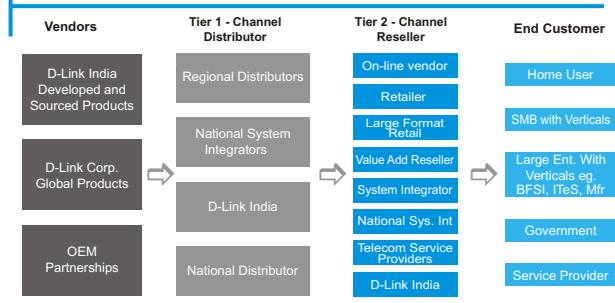 Vendors
D-Link India
Developed and
Sourced Products
D-Link Corp.
Global Products
OEM
Partnerships
Tier 1 - Channel
Distributor
Regional Distributors
National System
Integrators
D-Link India
National Distributor
Tier 2 - Channel
Reseller
On-line vendor
Retailer
Large Format
Retail
Value Add Reseller
System Integrator
National Sys. Int
Telecom Service
Providers
D-Link India
End Customer
Home User
SMB with Verticals
Large Ent. With
Verticals eg.
BFSI, ITeS, Mfr
Government
Service Provider